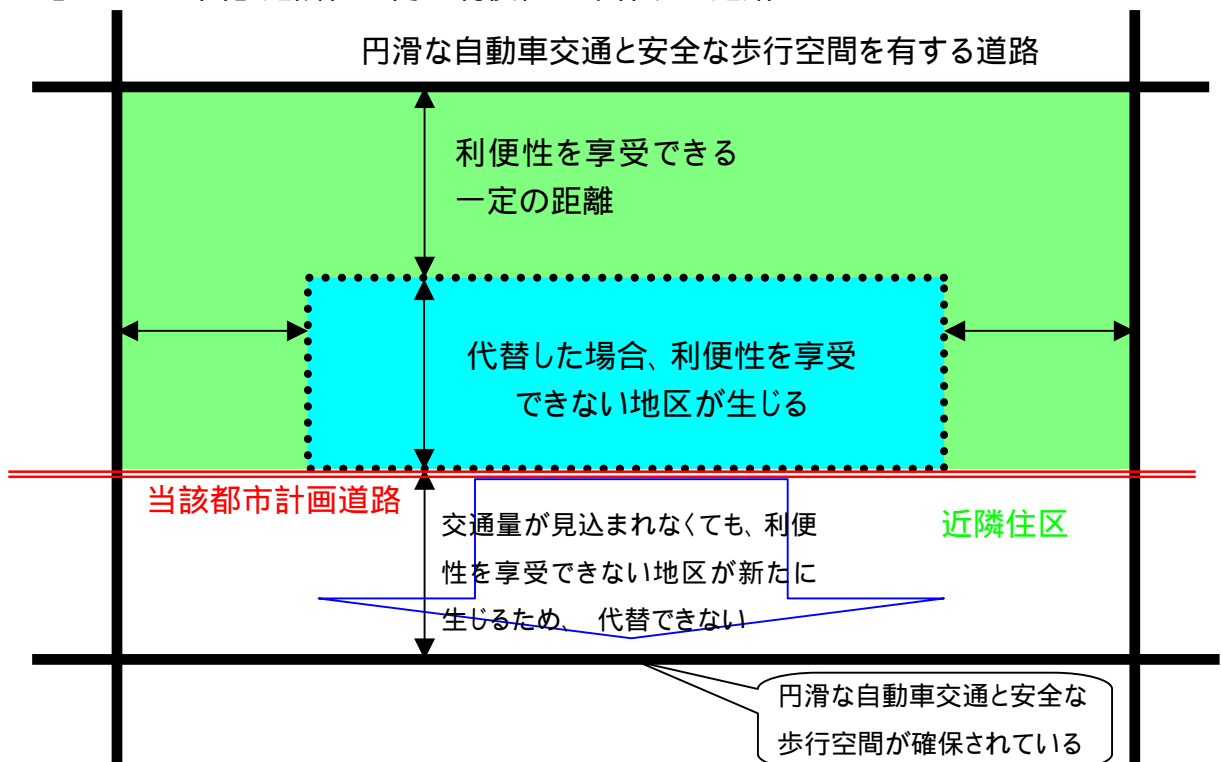 円滑な自動車交通と安全な歩行空間を有する道路
利便性を享受できる
一定の距離
代替した場合、利便性を享受
できない地区が生じる
当該都市計画道路
近隣住区
交通量が見込まれなくても、利便
性を享受できない地区が新たに
生じるため、 代替できない
円滑な自動車交通と安全な
歩行空間が確保されている